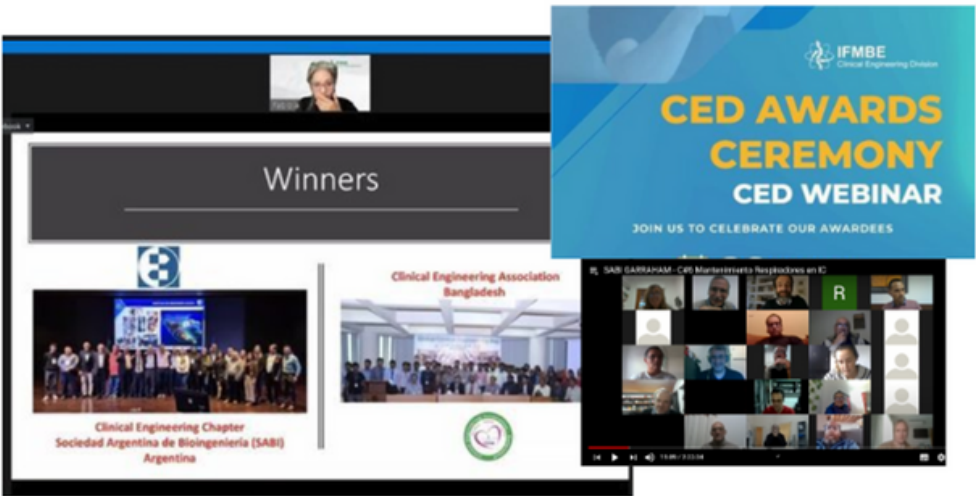 Winners
Clinical Engineering Chapter
Sociedad Argentina de Bioingeniería (SABI)
Argentina
Clinical Engineering Association
Bangladesh
IFMBE
Clinical Engineering Division
CED AWARDS
CEREMONY
CED WEBINAR
JOIN US TO CELEBRATE OUR AWARDEES
SABI GARRAHAM - C#6 Mantenimiento Respiradores en IC
R